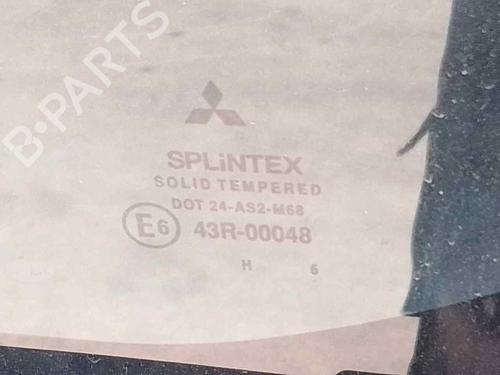 B-PARTS
SPLiNTEX
SOLID TEMPERED
DOT 24-AS2-M68
E6 43R-00048
H 6